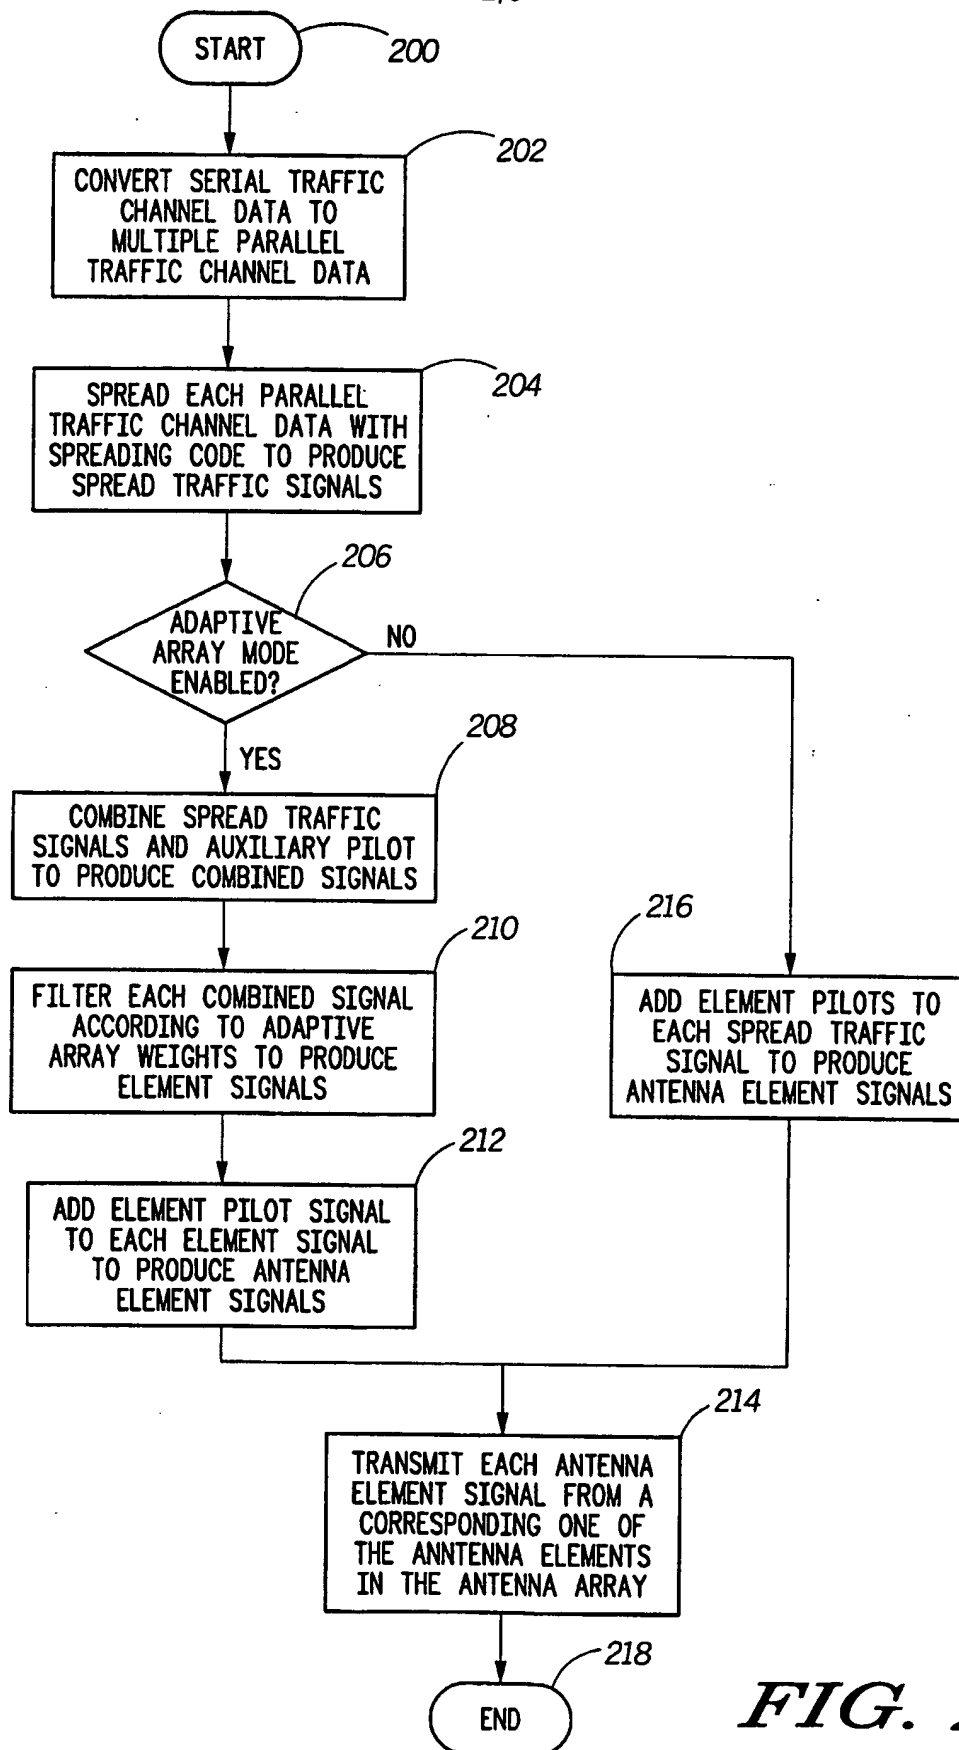 START
200
202
CONVERT SERIAL TRAFFIC
CHANNEL DATA TO
MULTIPLE PARALLEL
TRAFFIC CHANNEL DATA
204
SPREAD EACH PARALLEL
TRAFFIC CHANNEL DATA WITH
SPREADING CODE TO PRODUCE
SPREAD TRAFFIC SIGNALS
206
ADAPTIVE
ARRAY MODE
ENABLED?
NO
YES
208
COMBINE SPREAD TRAFFIC
SIGNALS AND AUXILIARY PILOT
TO PRODUCE COMBINED SIGNALS
210
FILTER EACH COMBINED SIGNAL
ACCORDING TO ADAPTIVE
ARRAY WEIGHTS TO PRODUCE
ELEMENT SIGNALS
216
ADD ELEMENT PILOTS TO
EACH SPREAD TRAFFIC
SIGNAL TO PRODUCE
ANTENNA ELEMENT SIGNALS
212
ADD ELEMENT PILOT SIGNAL
TO EACH ELEMENT SIGNAL
TO PRODUCE ANTENNA
ELEMENT SIGNALS
214
TRANSMIT EACH ANTENNA
ELEMENT SIGNAL FROM A
CORRESPONDING ONE OF
THE ANNTENNA ELEMENTS
IN THE ANTENNA ARRAY
218
END
FIG.